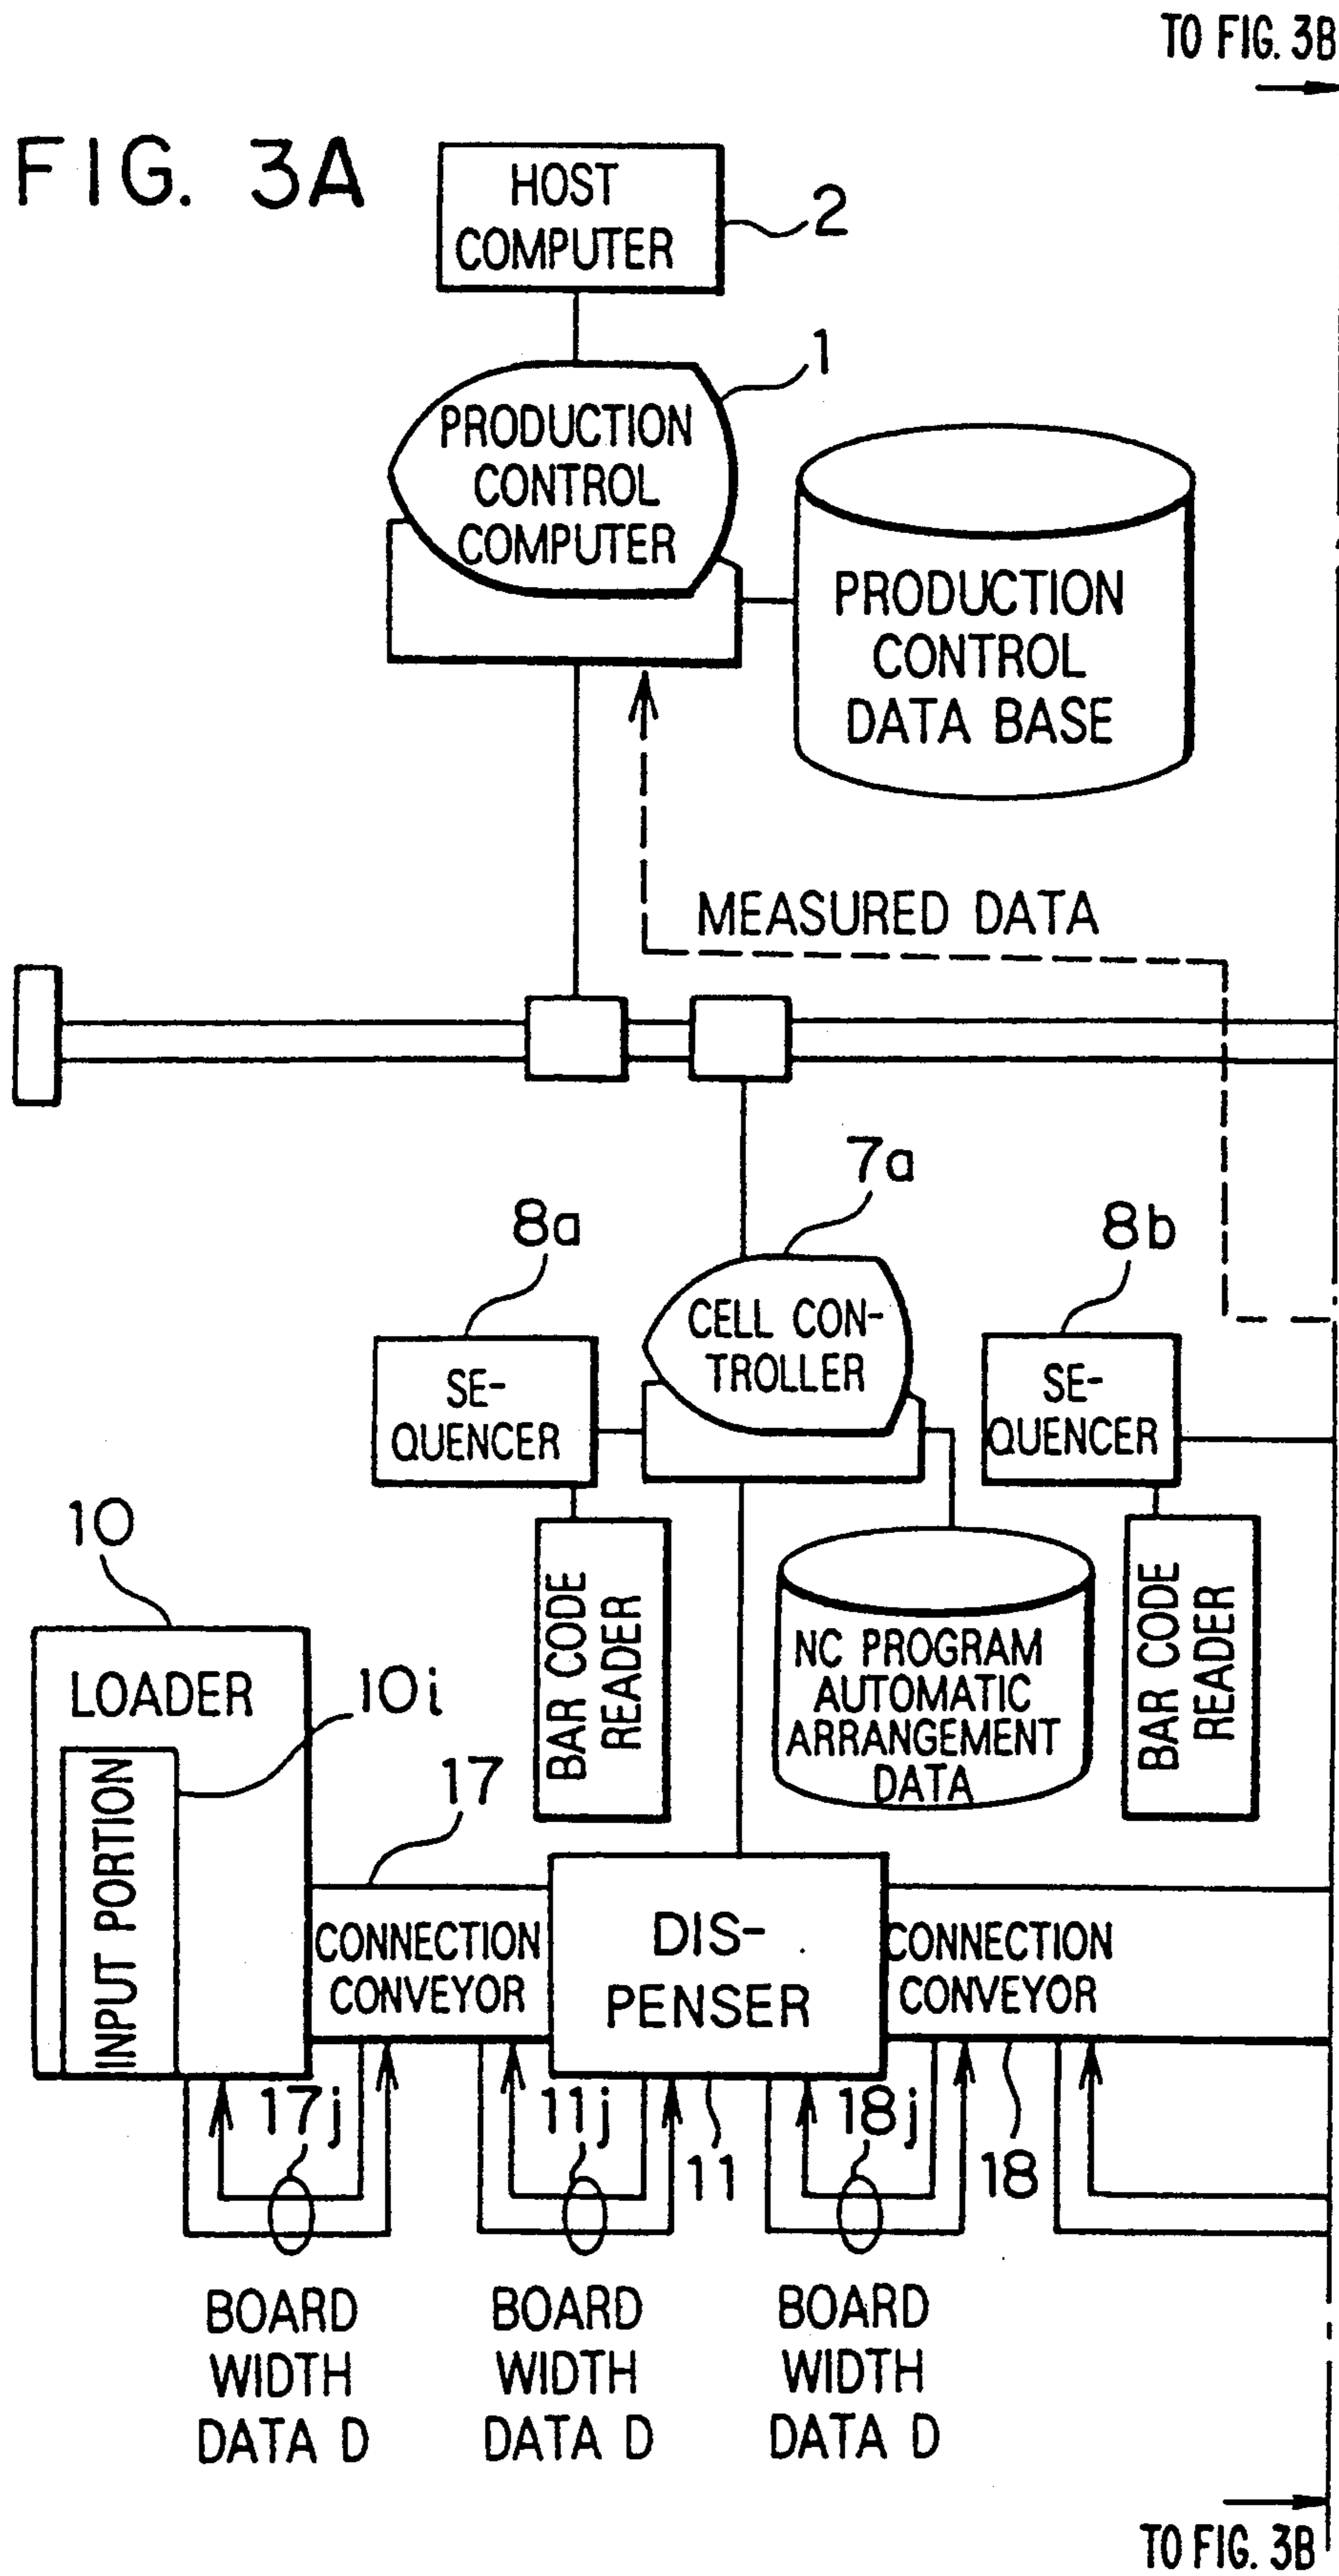 TO FIG. 3B
FIG. 3A
HOST
COMPUTER
2
1
PRODUCTION
CONTROL
COMPUTER
PRODUCTION
CONTROL
DATA BASE
MEASURED DATA
7a
8a
8b
CELL CON-
TROLLER
SE-
QUENCER
SE-
QUENCER
10
BAR CODE
READER
NC PROGRAM
AUTOMATIC
ARRANGEMENT
DATA
BAR CODE
READER
LOADER
10i
INPUT PORTION
17
CONNECTION
CONVEYOR
DIS-
PENSER
CONNECTION
CONVEYOR
17j
11j
11
18j
18
BOARD
WIDTH
DATA D
BOARD
WIDTH
DATA D
BOARD
WIDTH
DATA D
TO FIG. 3B